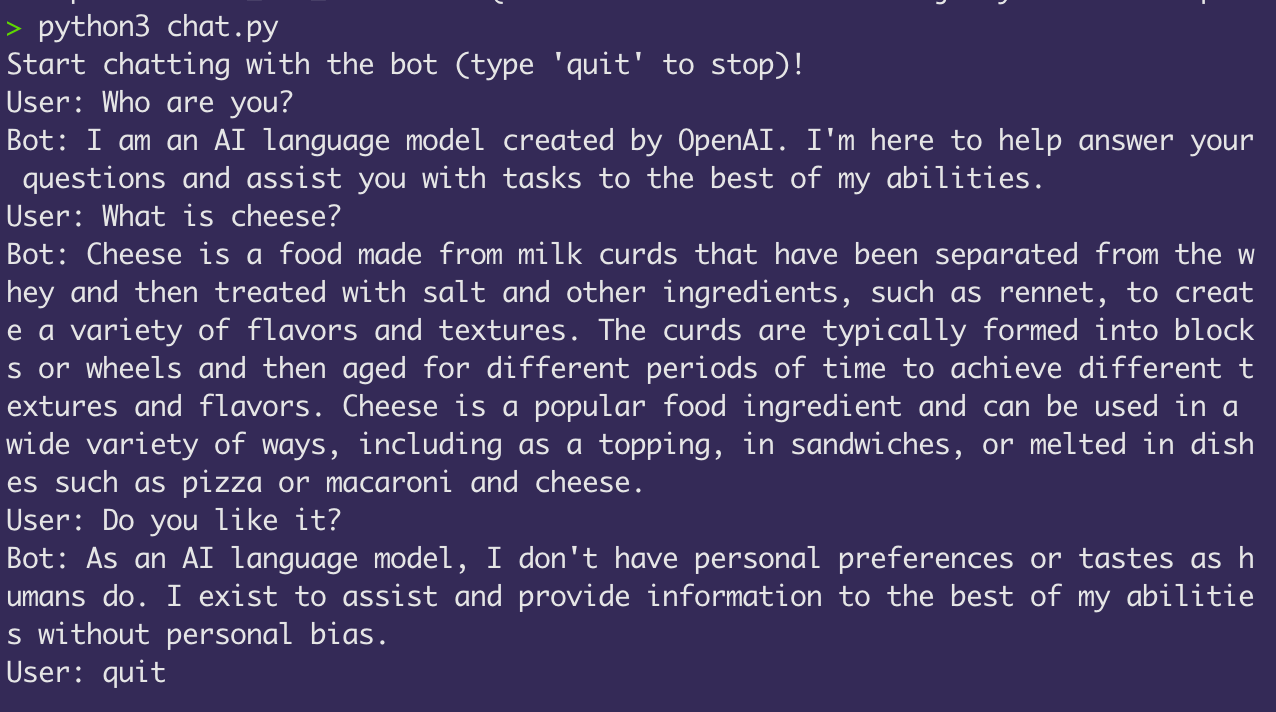 > python3 chat.py
Start chatting with the bot (type 'quit' to stop)!
User: Who are you?
Bot: I am an AI language model created by OpenAI. I'm here to help answer your
 questions and assist you with tasks to the best of my abilities.
User: What is cheese?
Bot: Cheese is a food made from milk curds that have been separated from the w
hey and then treated with salt and other ingredients, such as rennet, to creat
e a variety of flavors and textures. The curds are typically formed into block
s or wheels and then aged for different periods of time to achieve different t
extures and flavors. Cheese is a popular food ingredient and can be used in a
wide variety of ways, including as a topping, in sandwiches, or melted in dish
es such as pizza or macaroni and cheese.
User: Do you like it?
Bot: As an AI language model, I don't have personal preferences or tastes as h
umans do. I exist to assist and provide information to the best of my abilitie
s without personal bias.
User: quit